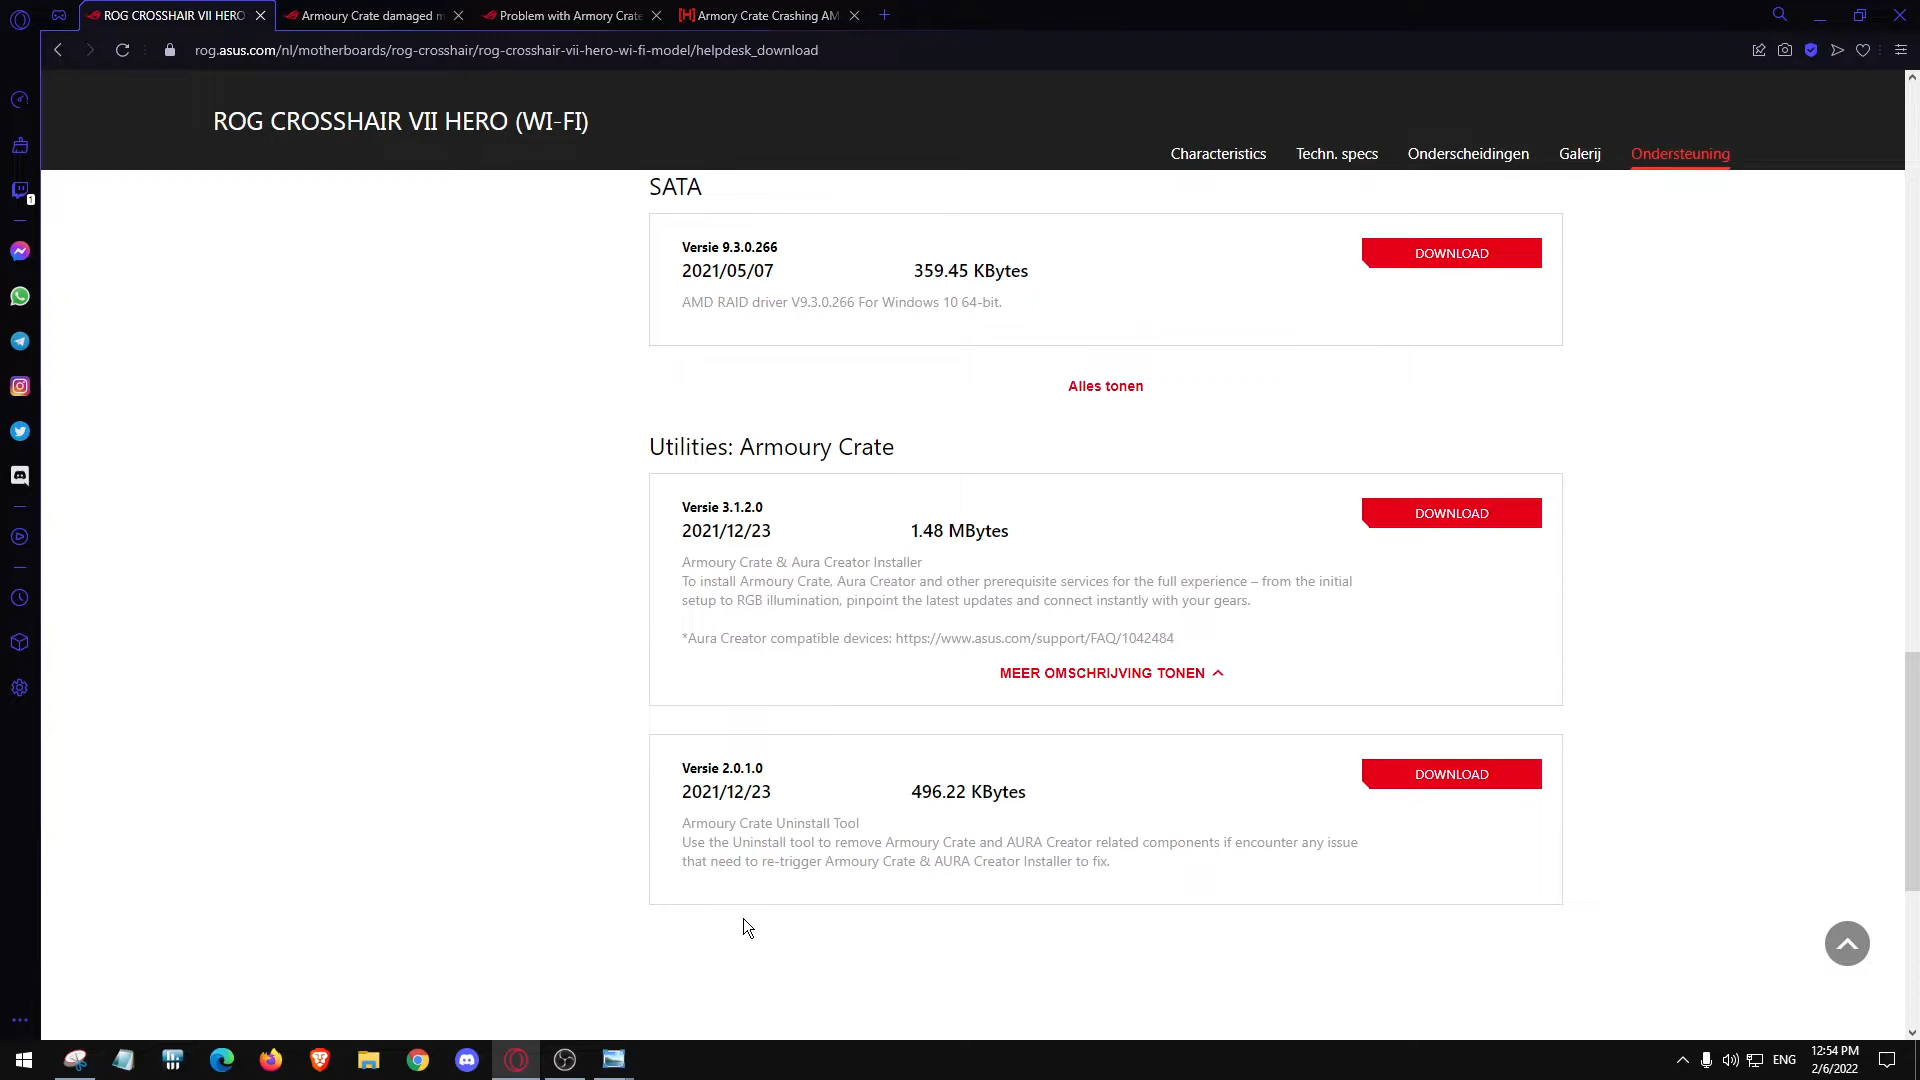 ROG CROSSHAIR VII HERO
Armoury Crate damaged m
Problem with Armory Crate
Armory Crate Crashing AM
rog.asus.com/nl/motherboards/rog-crosshair/rog-crosshair-vii-hero-wi-fi-model/helpdesk_download
ROG CROSSHAIR VII HERO (WI-FI)
Characteristics
Techn. specs
Onderscheidingen
Galerij
Ondersteuning
1
SATA
Versie 9.3.0.266
2021/05/07
359.45 KBytes
DOWNLOAD
AMD RAID driver V9.3.0.266 For Windows 10 64-bit.
Alles tonen
Utilities: Armoury Crate
Versie 3.1.2.0
2021/12/23
1.48 MBytes
DOWNLOAD
Armoury Crate & Aura Creator Installer
To install Armoury Crate, Aura Creator and other prerequisite services for the full experience – from the initial
setup to RGB illumination, pinpoint the latest updates and connect instantly with your gears.
*Aura Creator compatible devices: https://www.asus.com/support/FAQ/1042484
MEER OMSCHRIJVING TONEN
Versie 2.0.1.0
2021/12/23
496.22 KBytes
DOWNLOAD
Armoury Crate Uninstall Tool
Use the Uninstall tool to remove Armoury Crate and AURA Creator related components if encounter any issue
that need to re-trigger Armoury Crate & AURA Creator Installer to fix.
ENG
12:54 PM
2/6/2022